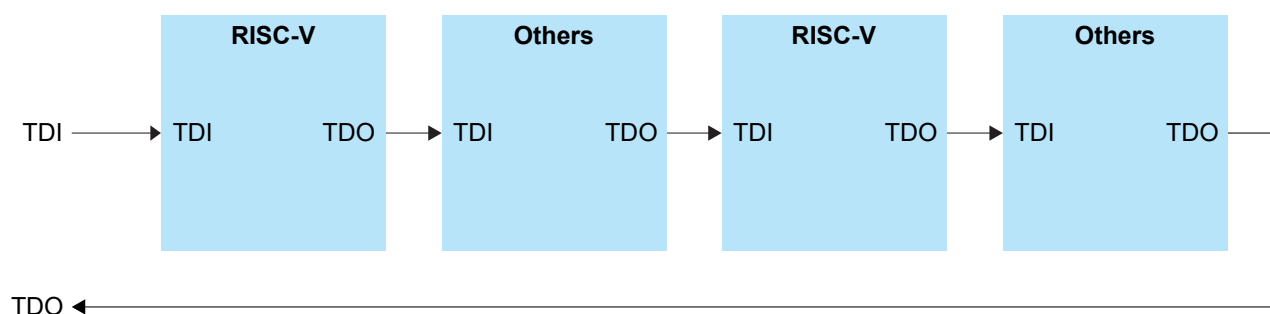 RISC-V Others RISC-V Others
TDI TDI TDO TDI TDO TDI TDO TDI TDO
TDO